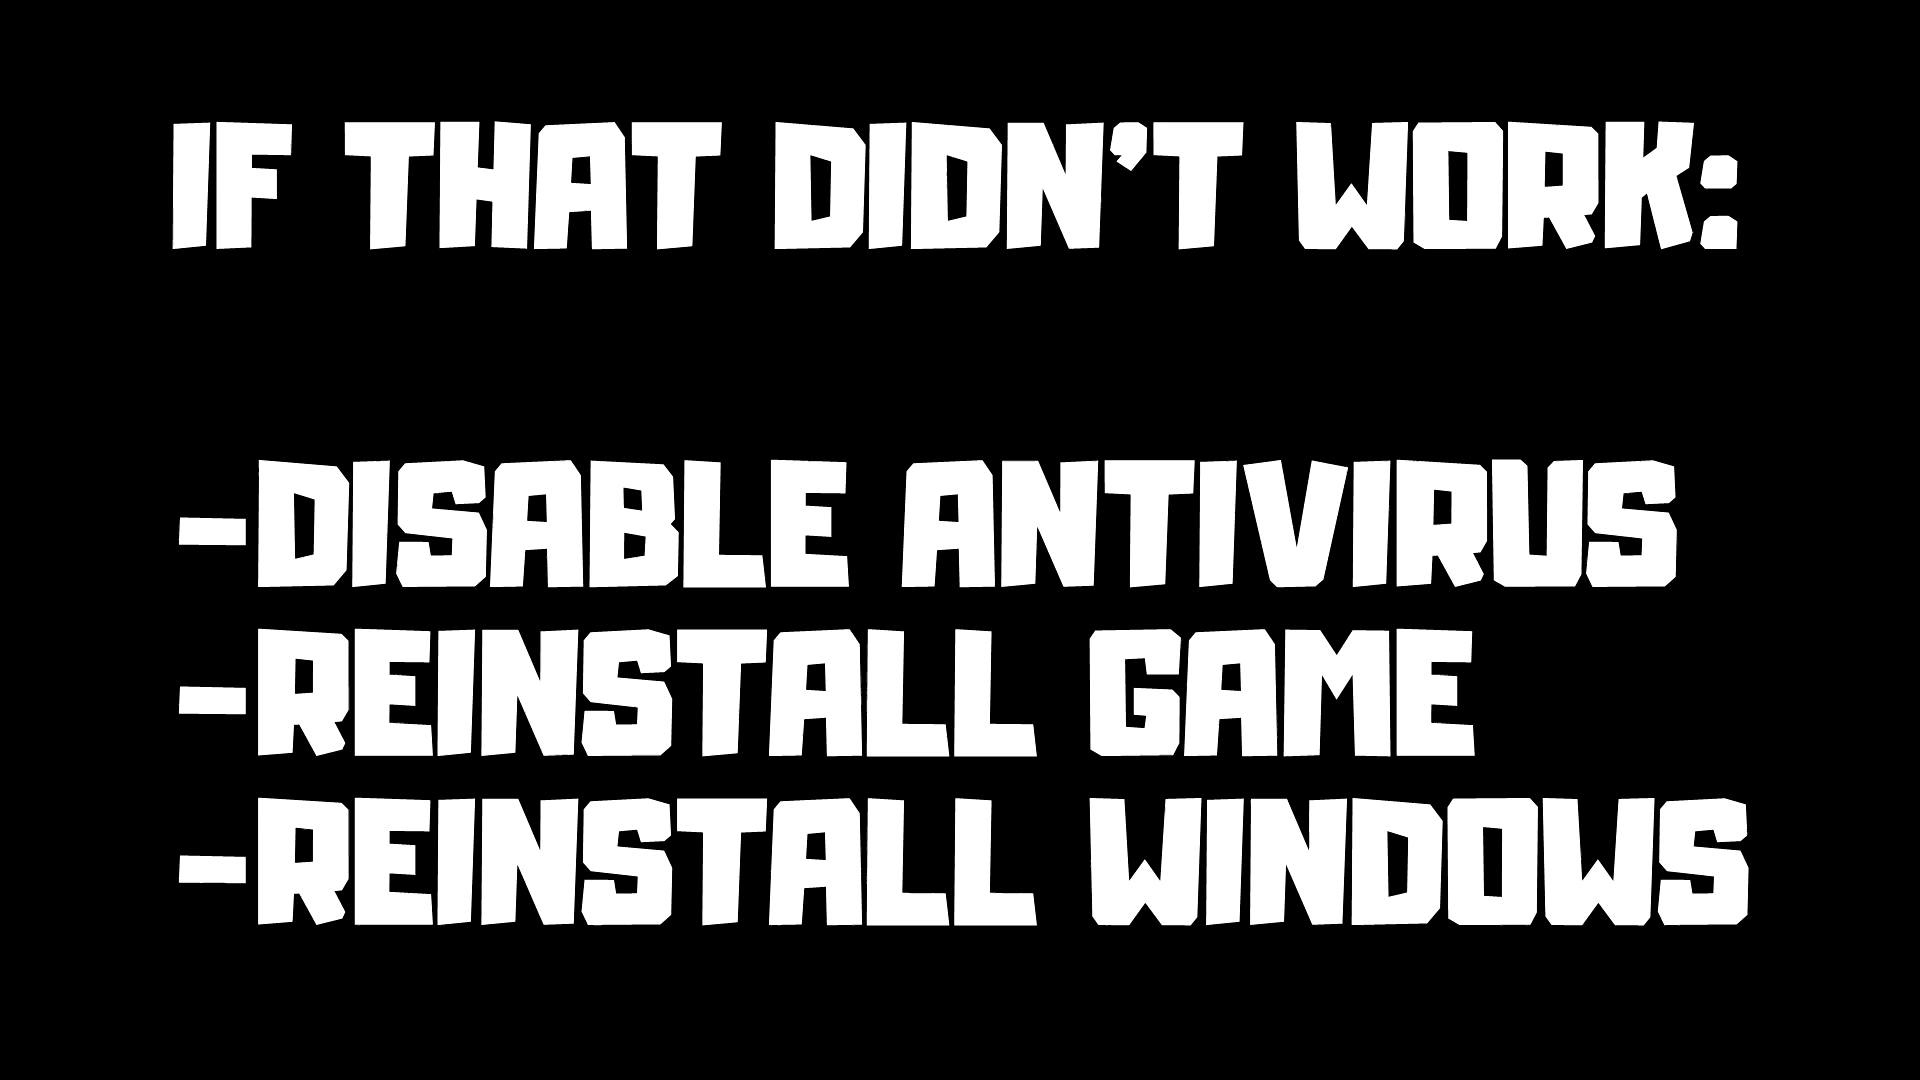 IF THAT DIDN’T WORK:
-DISABLE ANTIVIRUS
-REINSTALL GAME
-REINSTALL WINDOWS